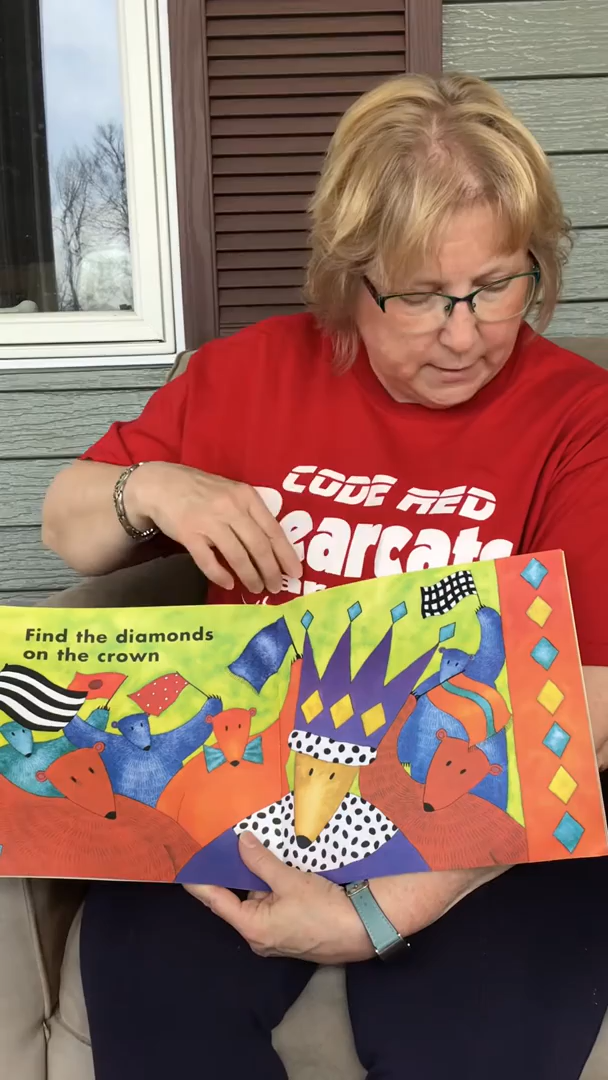 CODE RED
Bearcats
Find the diamonds
on the crown